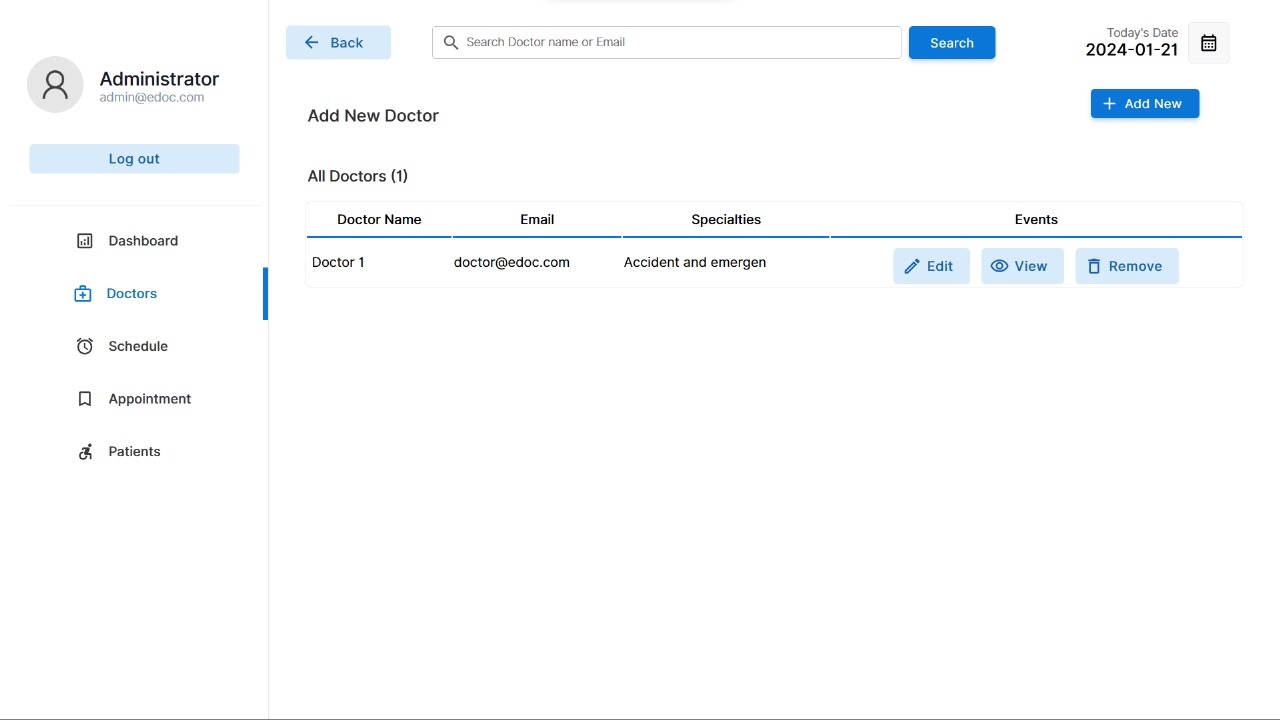 Administrator
admin@edoc.com
Log out
Dashboard
Doctors
Schedule
Appointment
Patients
Back
Search Doctor name or Email
Search
Today's Date
2024-01-21
Add New Doctor
Add New
All Doctors (1)
Doctor Name Email Specialties Events
Doctor 1 doctor@edoc.com Accident and emergen Edit View Remove